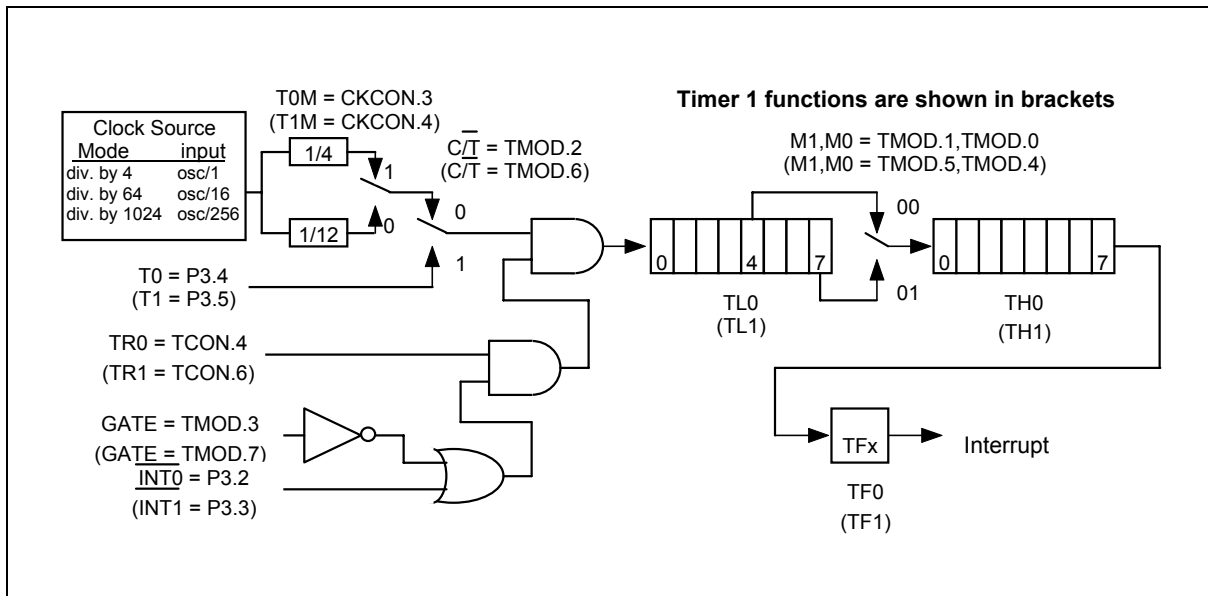 Timer 1 functions are shown in brackets
T0M = CKCON.3
(T1M = CKCON.4)
Clock Source
Mode input
div. by 4 osc/1
div. by 64 osc/16
div. by 1024 osc/256
1/4
1
1/12
0
C/T̅ = TMOD.2
(C/T̅ = TMOD.6)
0
1
T0 = P3.4
(T1 = P3.5)
TR0 = TCON.4
(TR1 = TCON.6)
GATE = TMOD.3
(GATE = TMOD.7)
I̅N̅T̅0̅ = P3.2
(INT1 = P3.3)
M1,M0 = TMOD.1,TMOD.0
(M1,M0 = TMOD.5,TMOD.4)
0 4 7
TL0
(TL1)
00
01
0 7
TH0
(TH1)
TFx
Interrupt
TF0
(TF1)